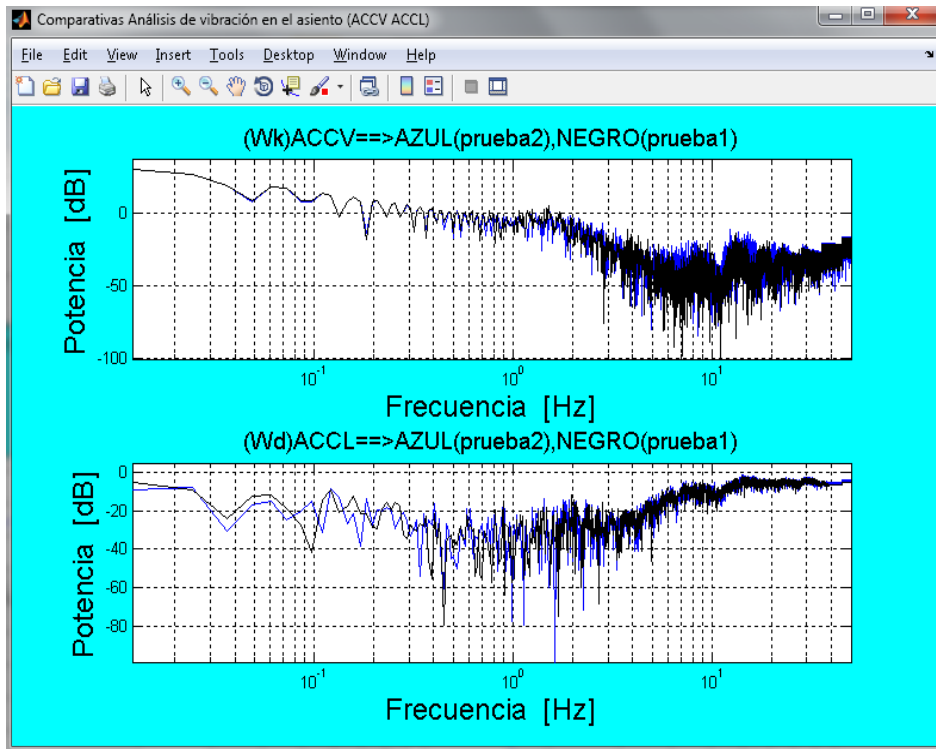 Comparativas Análisis de vibración en el asiento (ACCV ACCL)
File Edit View Insert Tools Desktop Window Help
(Wk)ACCV==>AZUL(prueba2),NEGRO(prueba1)
Potencia [dB]
0
-50
-100
10^-1 10^0 10^1
Frecuencia [Hz]
(Wd)ACCL==>AZUL(prueba2),NEGRO(prueba1)
Potencia [dB]
0
-20
-40
-60
-80
10^-1 10^0 10^1
Frecuencia [Hz]